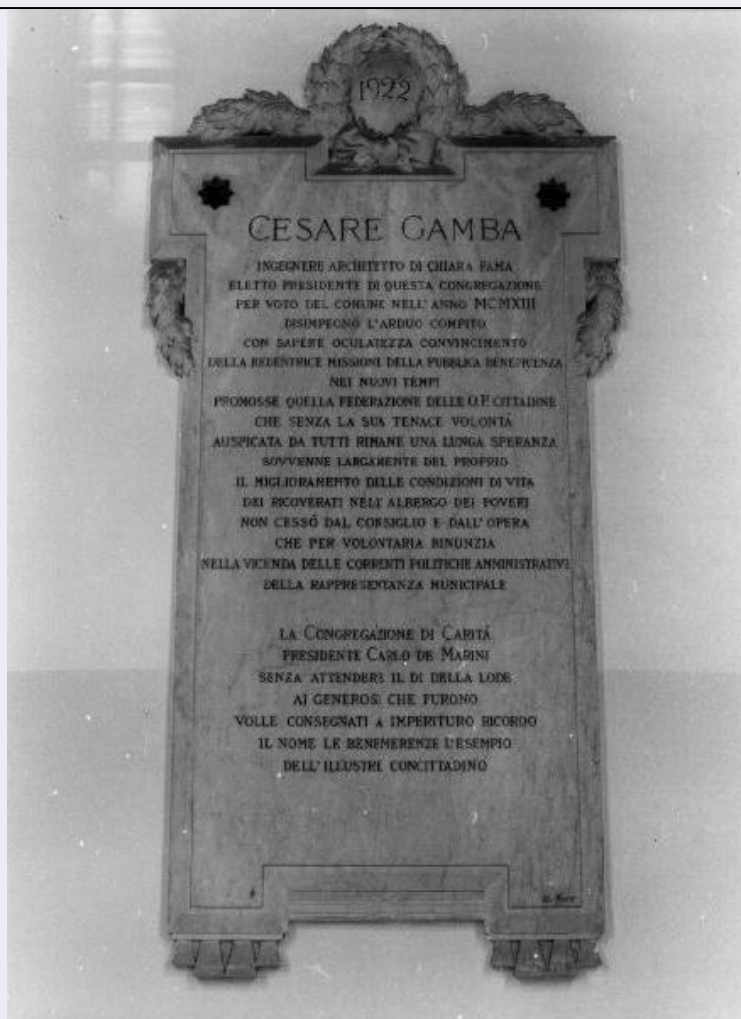 1922
CESARE GAMBA
INGEGNERE ARCHITETTO DI CHIARA FAMA
ELETTO PRESIDENTE DI QUESTA CONGREGAZIONE
PER VOTO DEL COMUNE NELL'ANNO MCMXIII
DISIMPEGNO L'ARDUO COMPITO
CON SAPERE OCULATEZZA CONVINCIMENTO
DELLA REDENTRICE MISSIONI DELLA PUBBLICA BENEFICENZA
NEI NUOVI TEMPI
PROMOSSE QUELLA FEDERAZIONE DELLE O.P. CITTADINE
CHE SENZA LA SUA TENACE VOLONTÀ
AUSPICATA DA TUTTI RIMANE UNA LUNGA SPERANZA
SOVVENNE LARGAMENTE DEL PROPRIO
IL MIGLIORAMENTO DELLE CONDIZIONI DI VITA
DEI RICOVERATI NELL'ALBERGO DEI POVERI
NON CESSÒ DAL CONSIGLIO E DALL'OPERA
CHE PER VOLONTARIA RINUNZIA
NELLA VICENDA DELLE CORRENTI POLITICHE AMMINISTRATIVE
DELLA RAPPRESENTANZA MUNICIPALE
LA CONGREGAZIONE DI CARITÀ
PRESIDENTE CARLO DE MARINI
SENZA ATTENDERE IL DI DELLA LODE
AI GENEROSI CHE FURONO
VOLLE CONSEGNATI A IMPERITURO RICORDO
IL NOME LE BENEMERENZE L'ESEMPIO
DELL'ILLUSTRE CONCITTADINO